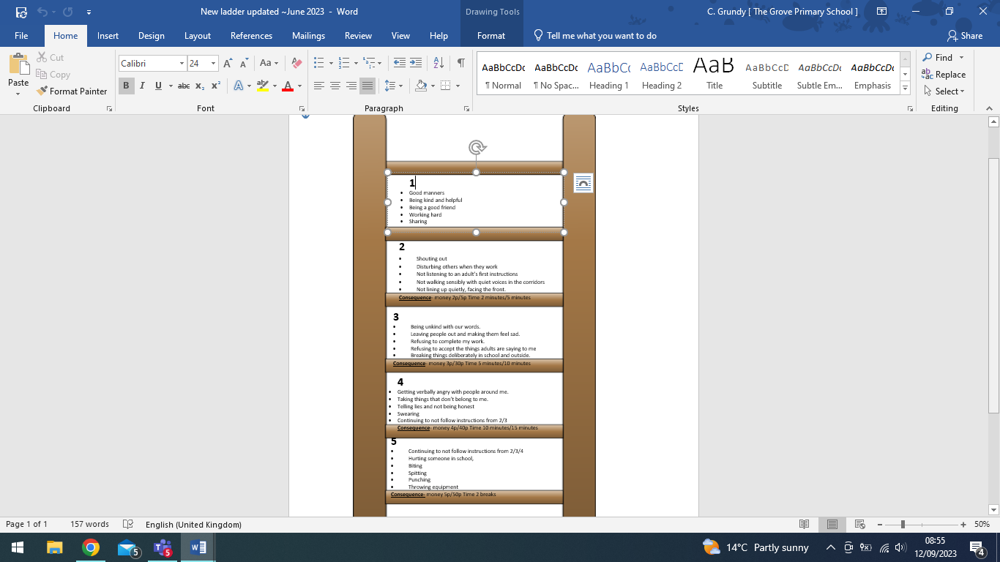 New ladder updated ~June 2023 - Word
Drawing Tools
C. Grundy [ The Grove Primary School ]
File Home Insert Design Layout References Mailings Review View Help Format Tell me what you want to do Share
Paste
Cut
Copy
Format Painter
Clipboard
Calibri 24 A A Aa
B I U abc x₂ x² A ab A
Font
Paragraph
AaBbCcDc AaBbCcDc AaBbCc AaBbCcD AaB AaBbCcD AaBbCcDc AaBbCcDc
¶ Normal ¶ No Spac... Heading 1 Heading 2 Title Subtitle Subtle Em... Emphasis
Styles
Find
Replace
Select
Editing
1
• Good manners
• Being kind and helpful
• Being a good friend
• Working hard
• Sharing
2
• Shouting out
• Disturbing others when they work
• Not listening to an adult's first instructions
• Not walking sensibly with quiet voices in the corridors
• Not lining up quietly, facing the front.
Consequence- money 2p/5p Time 2 minutes/5 minutes
3
• Being unkind with our words.
• Leaving people out and making them feel sad.
• Refusing to complete my work.
• Refusing to accept the things adults are saying to me
• Breaking things deliberately in school and outside.
Consequence- money 3p/30p Time 5 minutes/10 minutes
4
• Getting verbally angry with people around me.
• Taking things that don't belong to me.
• Telling lies and not being honest
• Swearing
• Continuing to not follow instructions from 2/3
Consequence- money 4p/40p Time 10 minutes/15 minutes
5
• Continuing to not follow instructions from 2/3/4
• Hurting someone in school,
• Biting
• Spitting
• Punching
• Throwing equipment
Consequence- money 5p/50p Time 2 breaks
Page 1 of 1 157 words English (United Kingdom) 50%
5 5 14°C Partly sunny 08:55
12/09/2023 4